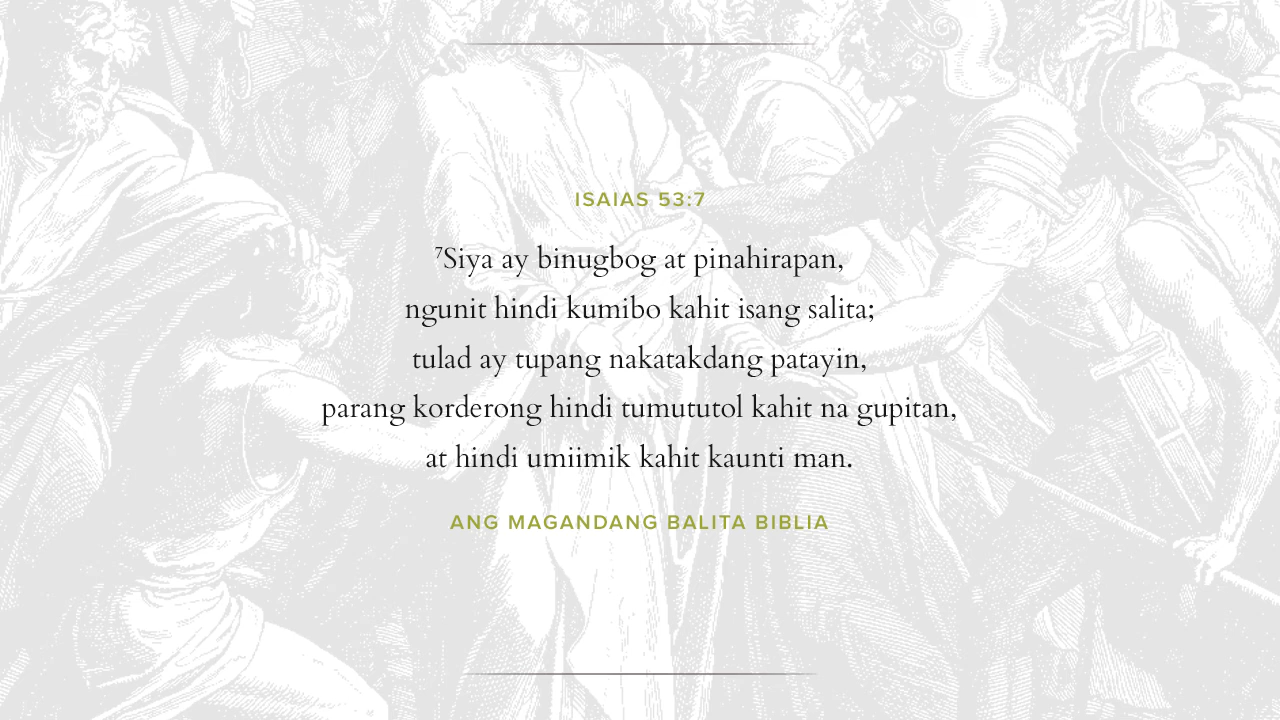 ISAIAS 53:7
⁷Siya ay binugbog at pinahirapan,
ngunit hindi kumibo kahit isang salita;
tulad ay tupang nakatakdang patayin,
parang korderong hindi tumututol kahit na gupitan,
at hindi umiimik kahit kaunti man.
ANG MAGANDANG BALITA BIBLIA